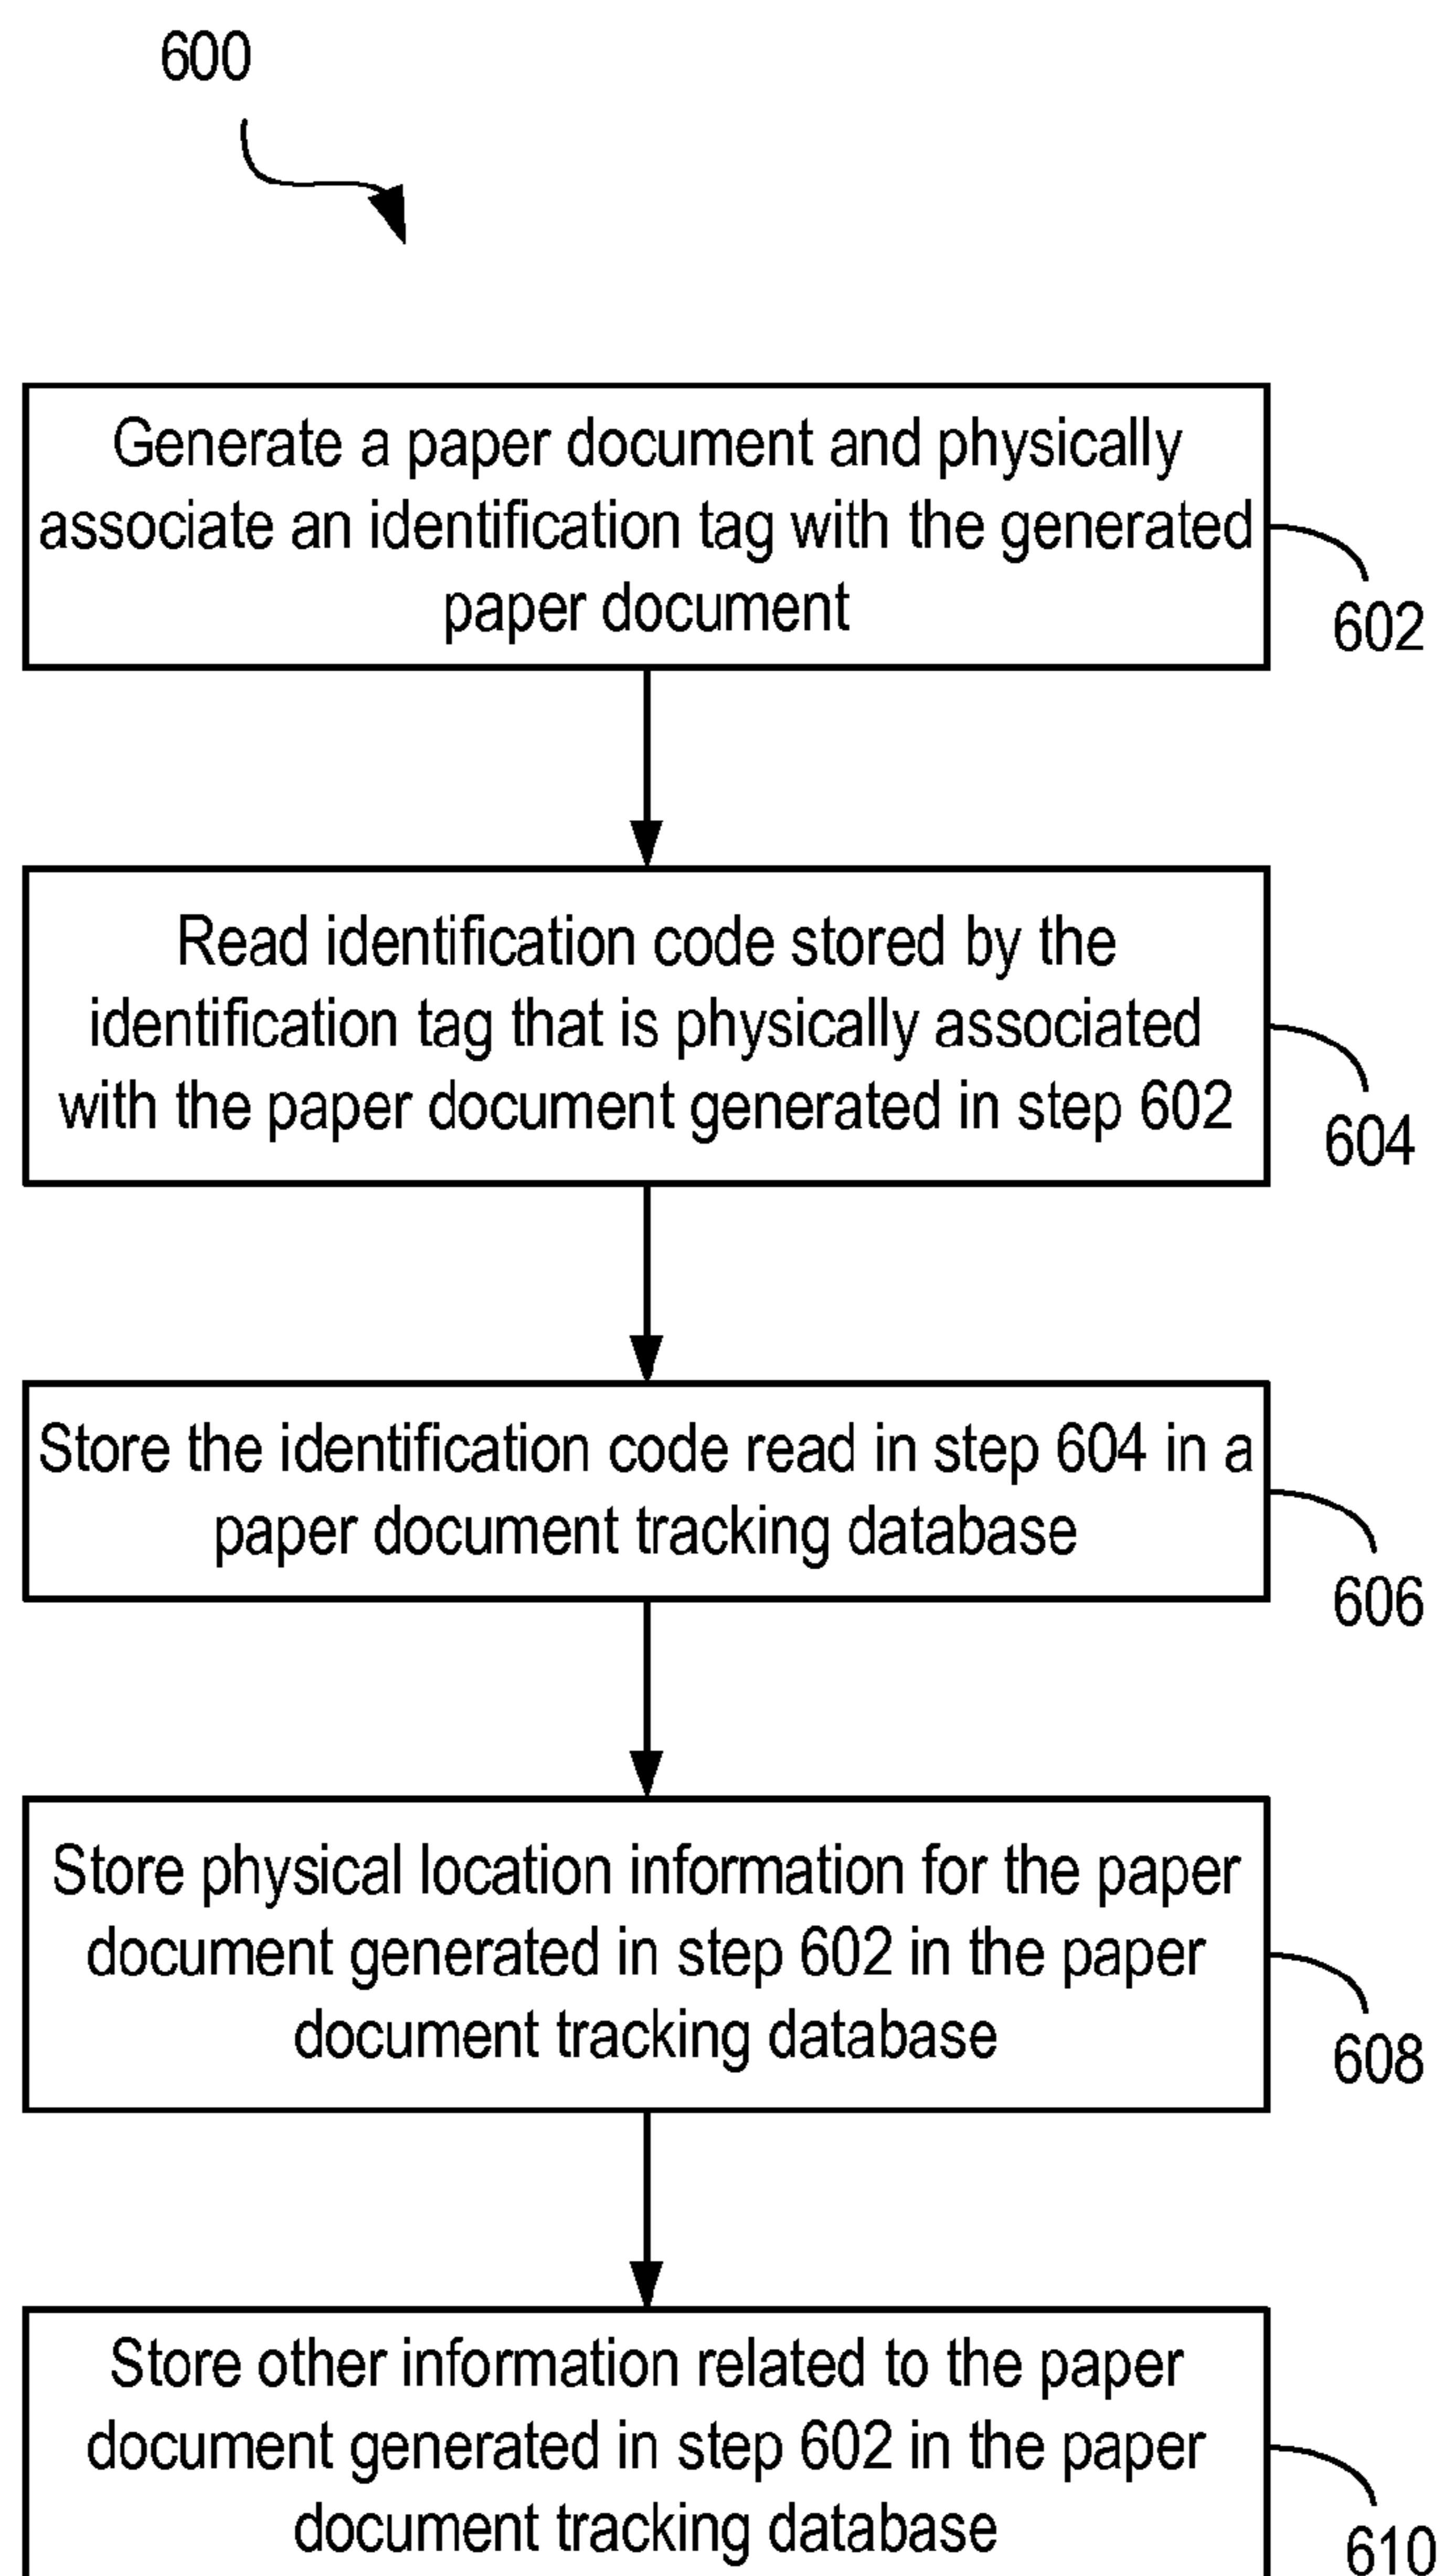 600
Generate a paper document and physically
associate an identification tag with the generated
paper document
602
Read identification code stored by the
identification tag that is physically associated
with the paper document generated in step 602
604
Store the identification code read in step 604 in a
paper document tracking database
606
Store physical location information for the paper
document generated in step 602 in the paper
document tracking database
608
Store other information related to the paper
document generated in step 602 in the paper
document tracking database
610